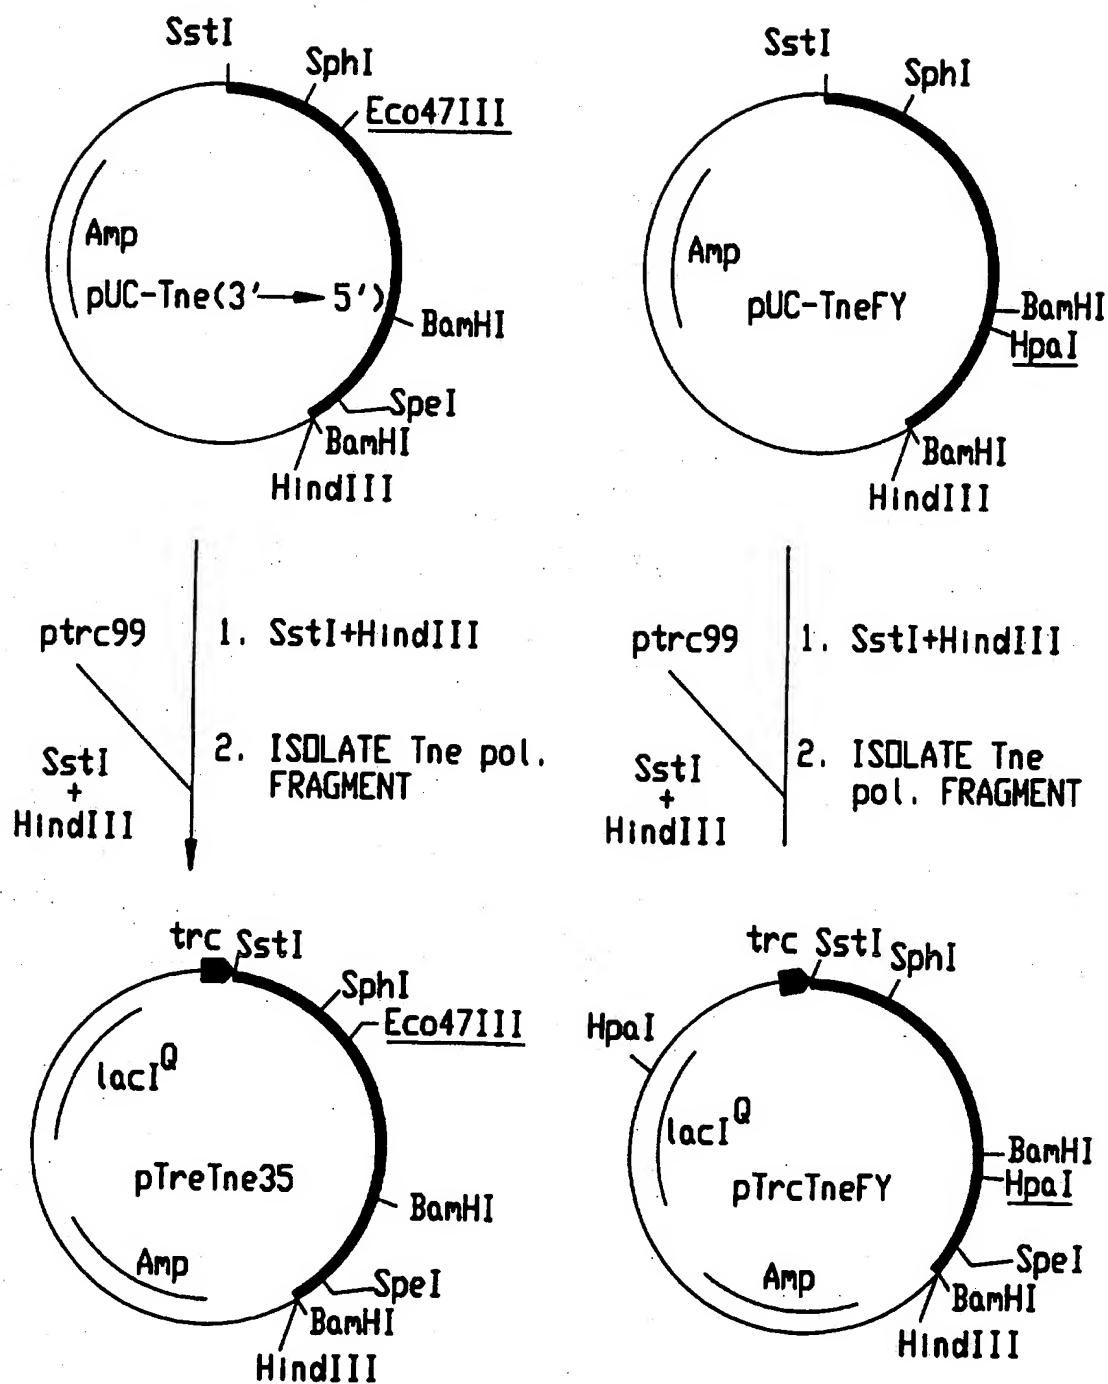 SstI
SphI
Eco47III
Amp
pUC-Tne(3'→5')
BamHI
SpeI
BamHI
HindIII
SstI
SphI
Amp
pUC-TneFY
BamHI
HpaI
BamHI
HindIII
ptrc99
1. SstI+HindIII
SstI
+
HindIII
2. ISOLATE Tne pol.
FRAGMENT
ptrc99
1. SstI+HindIII
SstI
+
HindIII
2. ISOLATE Tne
pol. FRAGMENT
trc SstI
SphI
Eco47III
lacI^Q
pTreTne35
BamHI
Amp
SpeI
BamHI
HindIII
trc SstI
SphI
HpaI
lacI^Q
BamHI
pTrcTneFY
HpaI
SpeI
Amp
BamHI
HindIII